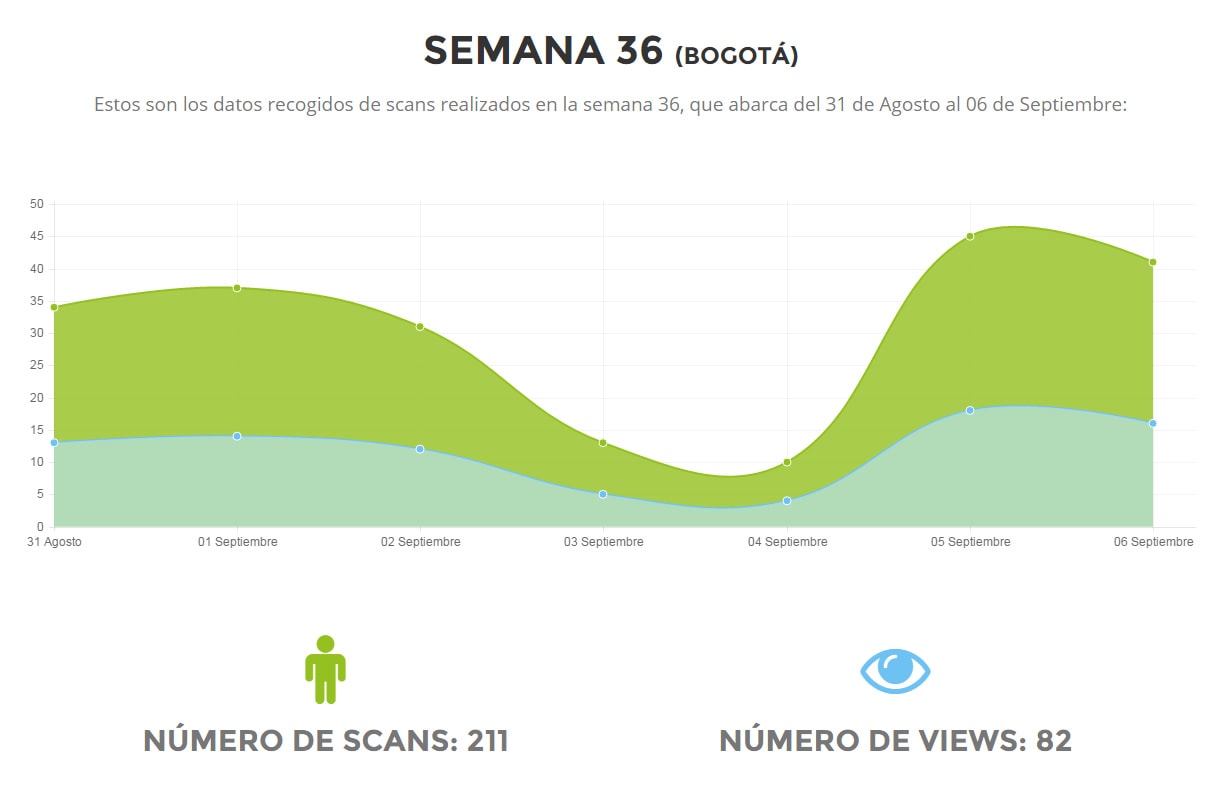 SEMANA 36 (BOGOTÁ)
Estos son los datos recogidos de scans realizados en la semana 36, que abarca del 31 de Agosto al 06 de Septiembre:
50
45
40
35
30
25
20
15
10
5
0
31 Agosto 01 Septiembre 02 Septiembre 03 Septiembre 04 Septiembre 05 Septiembre 06 Septiembre
NÚMERO DE SCANS: 211 NÚMERO DE VIEWS: 82